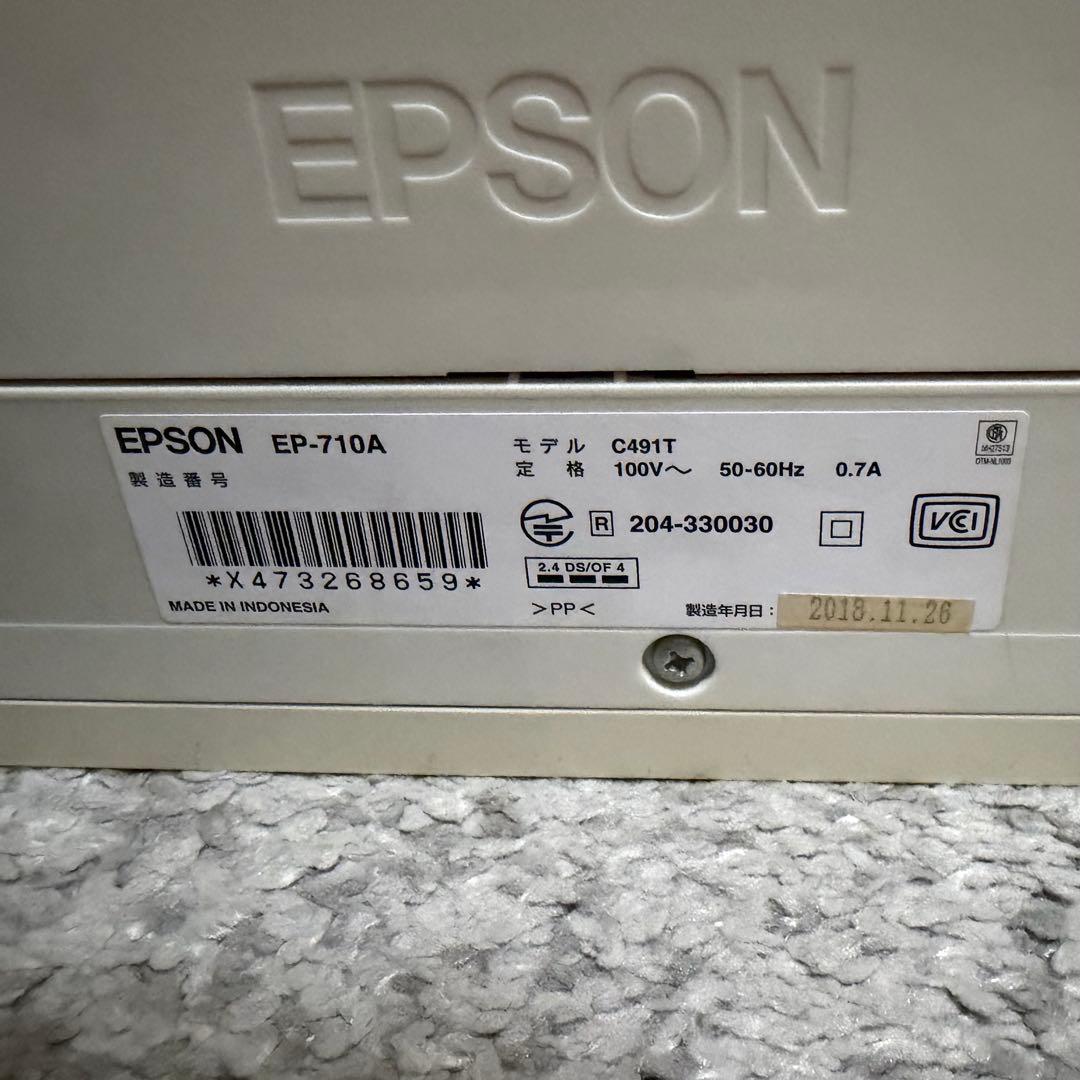 EPSON
EPSON EP-710A
製造番号
*X473268659*
MADE IN INDONESIA
モデル C491T
定 格 100V～ 50-60Hz 0.7A
R 204-330030
2.4 DS/OF 4
>PP<
製造年月日：2018.11.26
VCCI